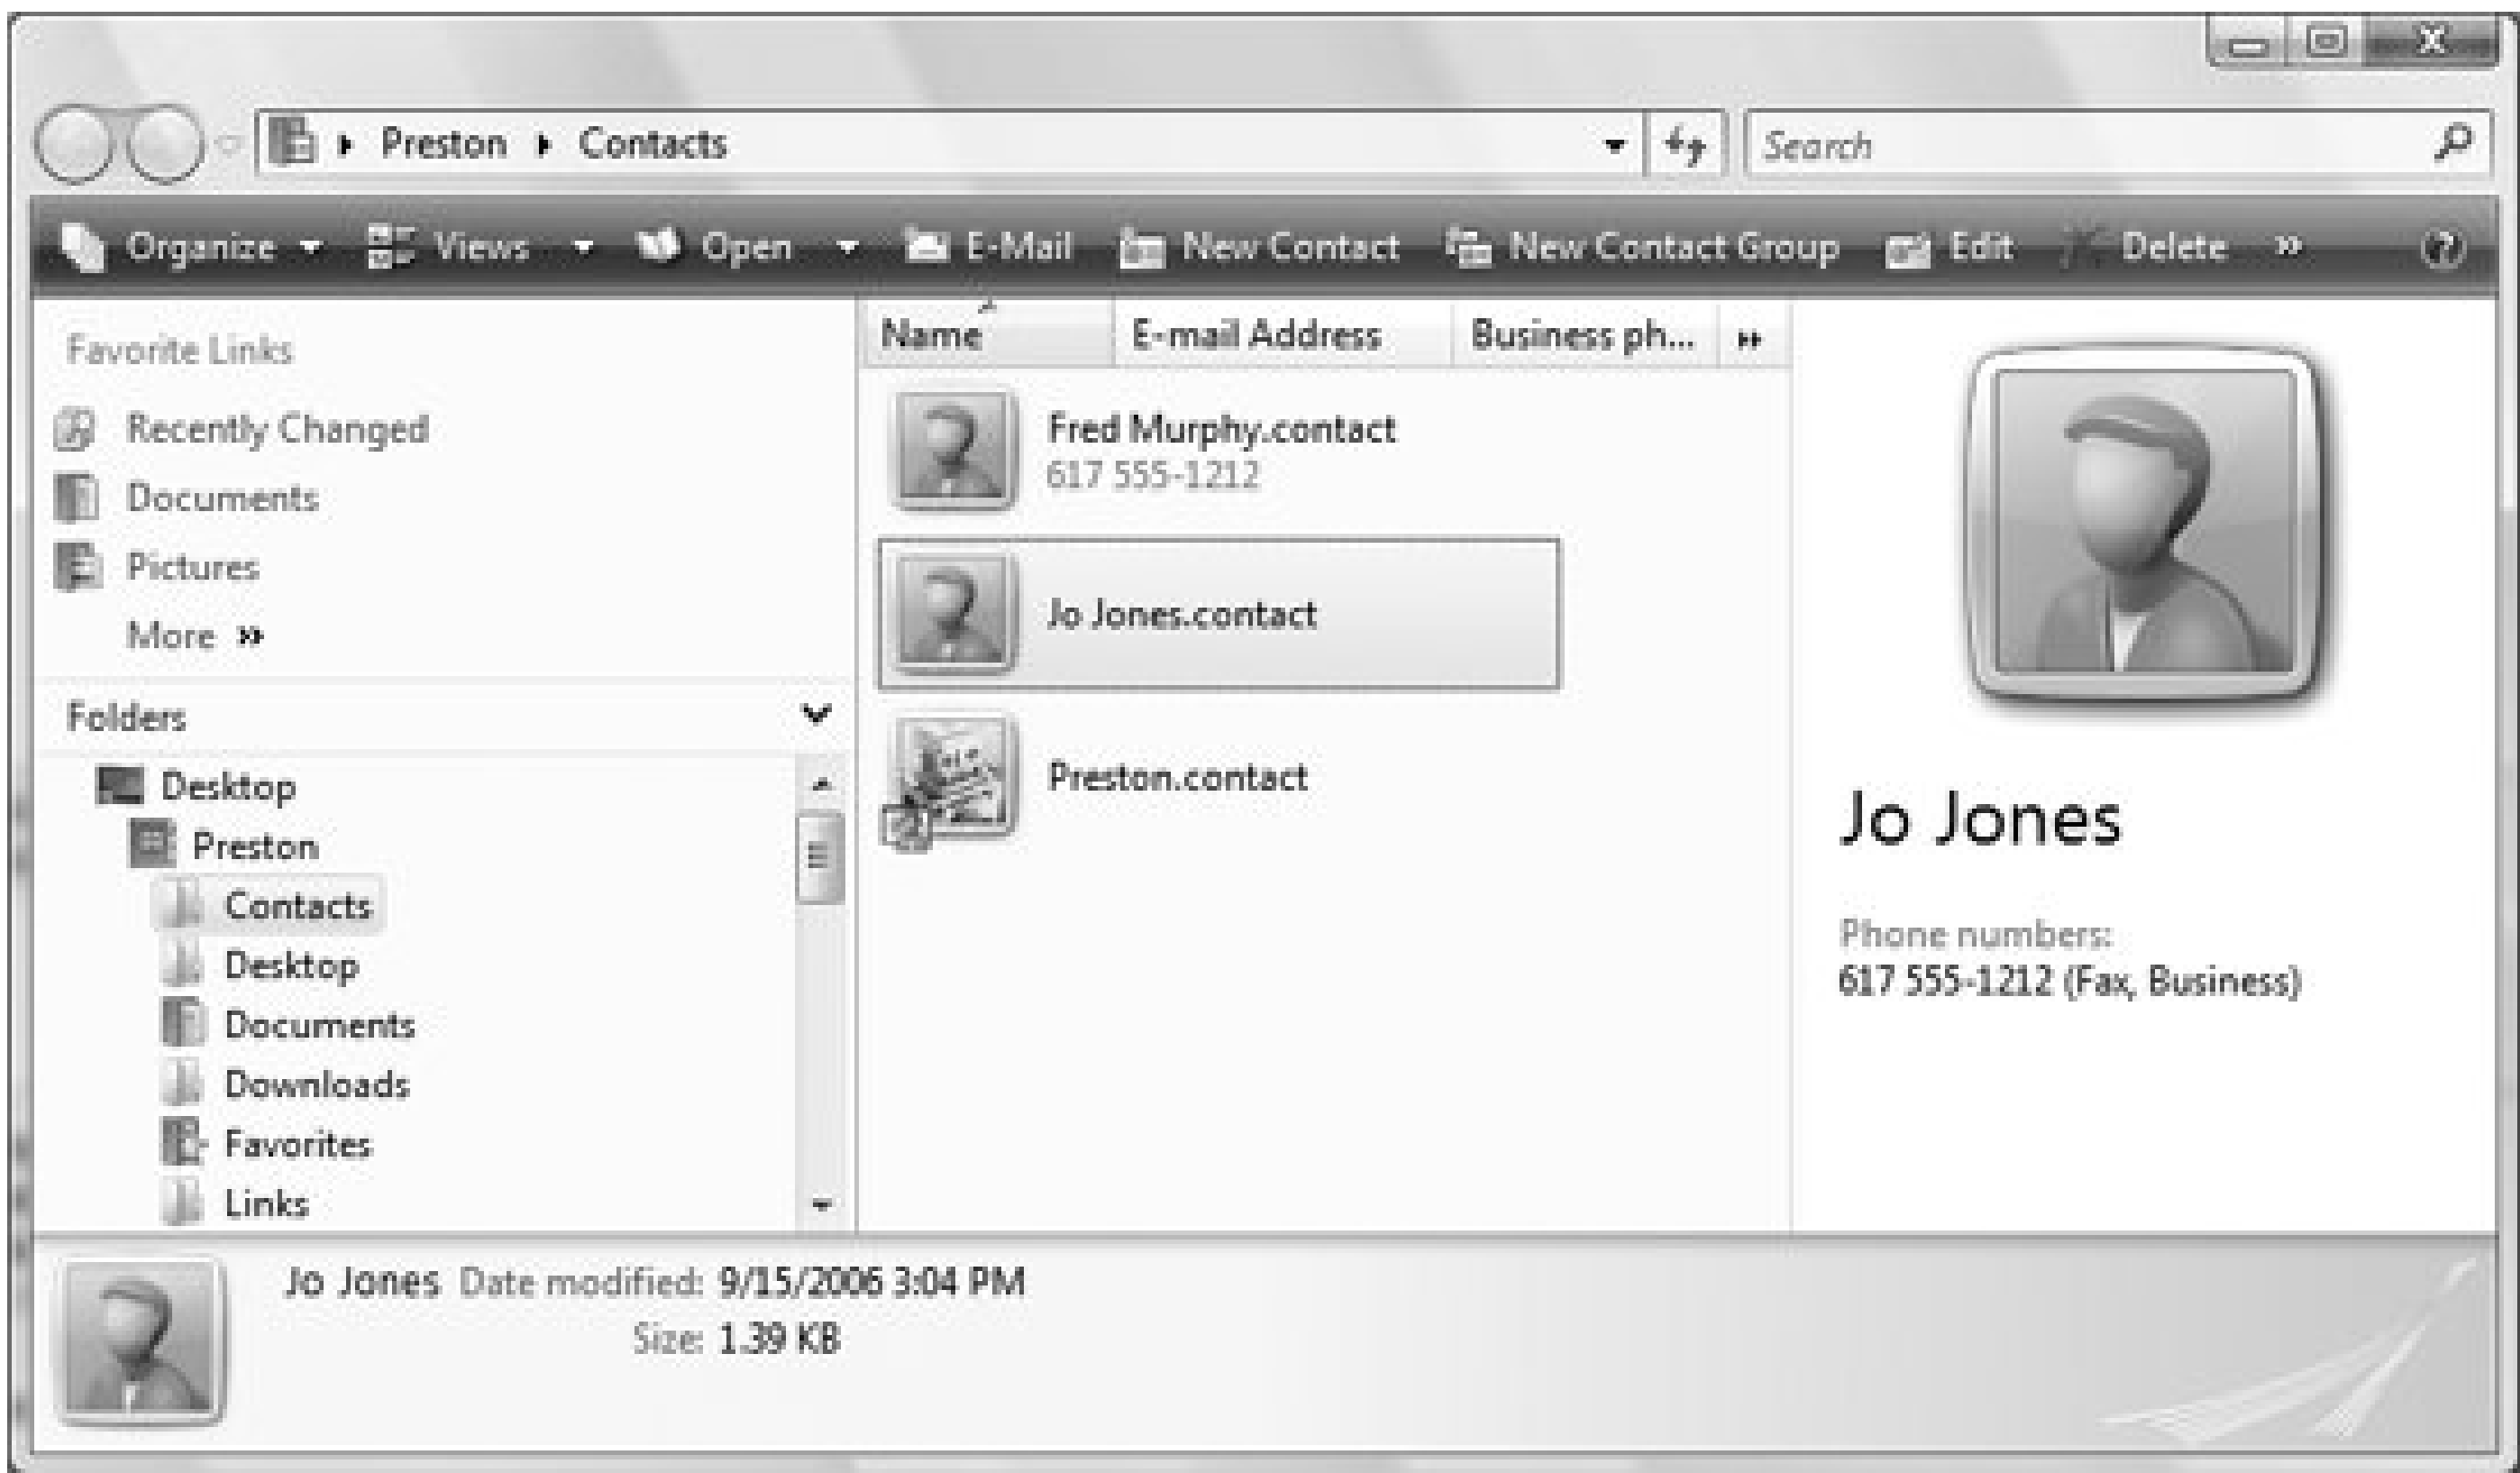 Preston Contacts
Search
Organize Views Open E-Mail New Contact New Contact Group Edit Delete
Favorite Links
Recently Changed
Documents
Pictures
More
Folders
Desktop
Preston
Contacts
Desktop
Documents
Downloads
Favorites
Links
Name E-mail Address Business ph...
Fred Murphy.contact
617 555-1212
Jo Jones.contact
Preston.contact
Jo Jones
Phone numbers:
617 555-1212 (Fax, Business)
Jo Jones Date modified: 9/15/2006 3:04 PM
Size: 1.39 KB